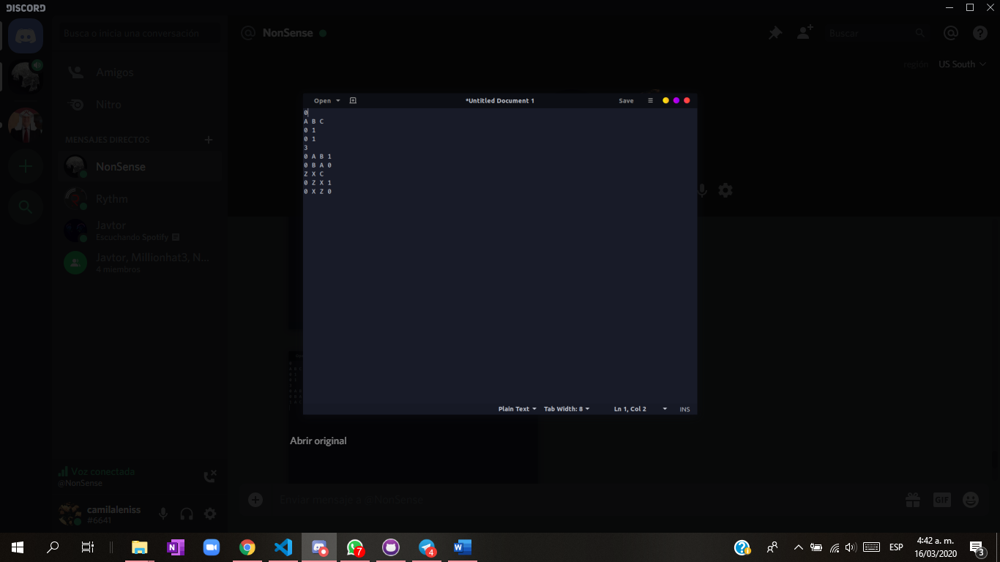 DISCORD
Busca o inicia una conversación
Amigos
Nitro
MENSAJES DIRECTOS
NonSense
Rythm
Javtor
Escuchando Spotify
Javtor, Millionhat3, N...
4 miembros
Voz conectada
@NonSense
camilaleniss
#6641
NonSense
Buscar
región US South
Open
*Untitled Document 1
Save
0
A B C
0 1
0 1
3
0 A B 1
0 B A 0
Z X C
0 Z X 1
0 X Z 0
Plain Text
Tab Width: 8
Ln 1, Col 2
INS
Abrir original
Enviar mensaje a @NonSense
GIF
7
4
ESP
4:42 a. m.
16/03/2020
3